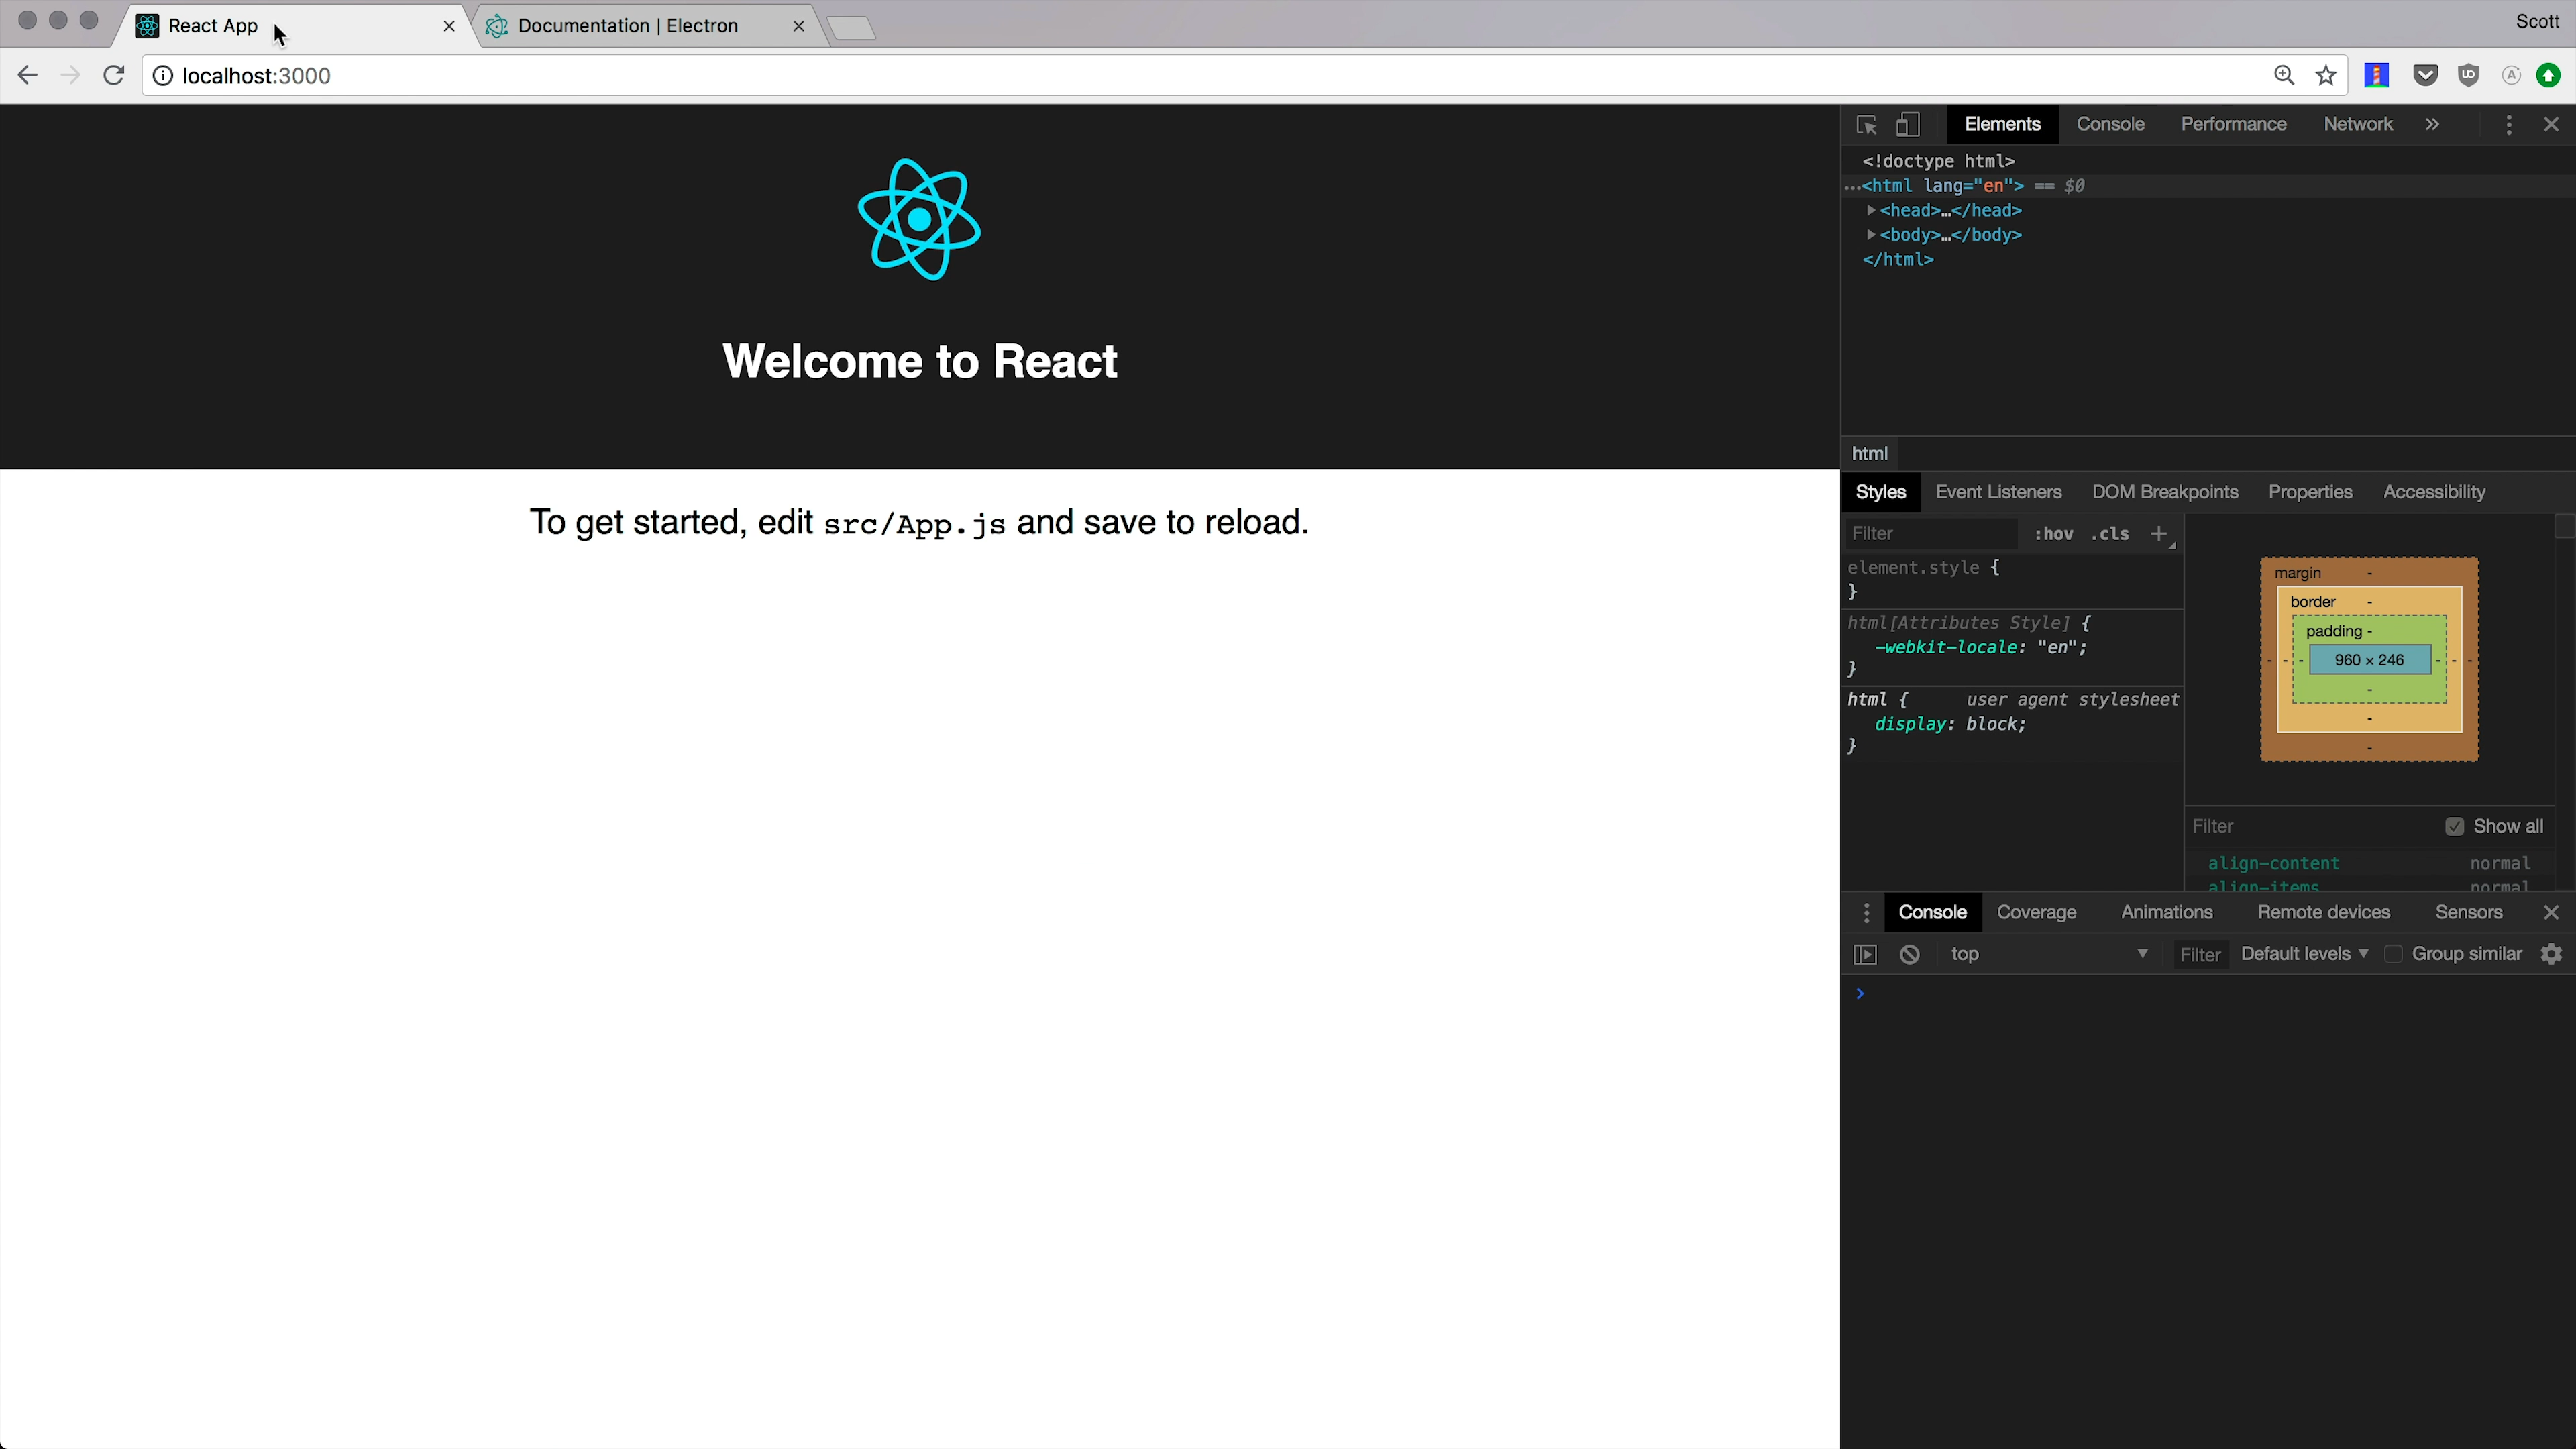 React App
Documentation | Electron
Scott
localhost:3000
Welcome to React
To get started, edit src/App.js and save to reload.
Elements Console Performance Network
<!doctype html>
…<html lang="en"> == $0
<head>…</head>
<body>…</body>
</html>
html
Styles Event Listeners DOM Breakpoints Properties Accessibility
Filter :hov .cls +
element.style {
}
html[Attributes Style] {
-webkit-locale: "en";
}
html { user agent stylesheet
display: block;
}
margin -
border -
padding -
- - - 960 × 246 - - -
-
-
-
Filter Show all
align-content normal
align-items normal
Console Coverage Animations Remote devices Sensors
top Filter Default levels Group similar